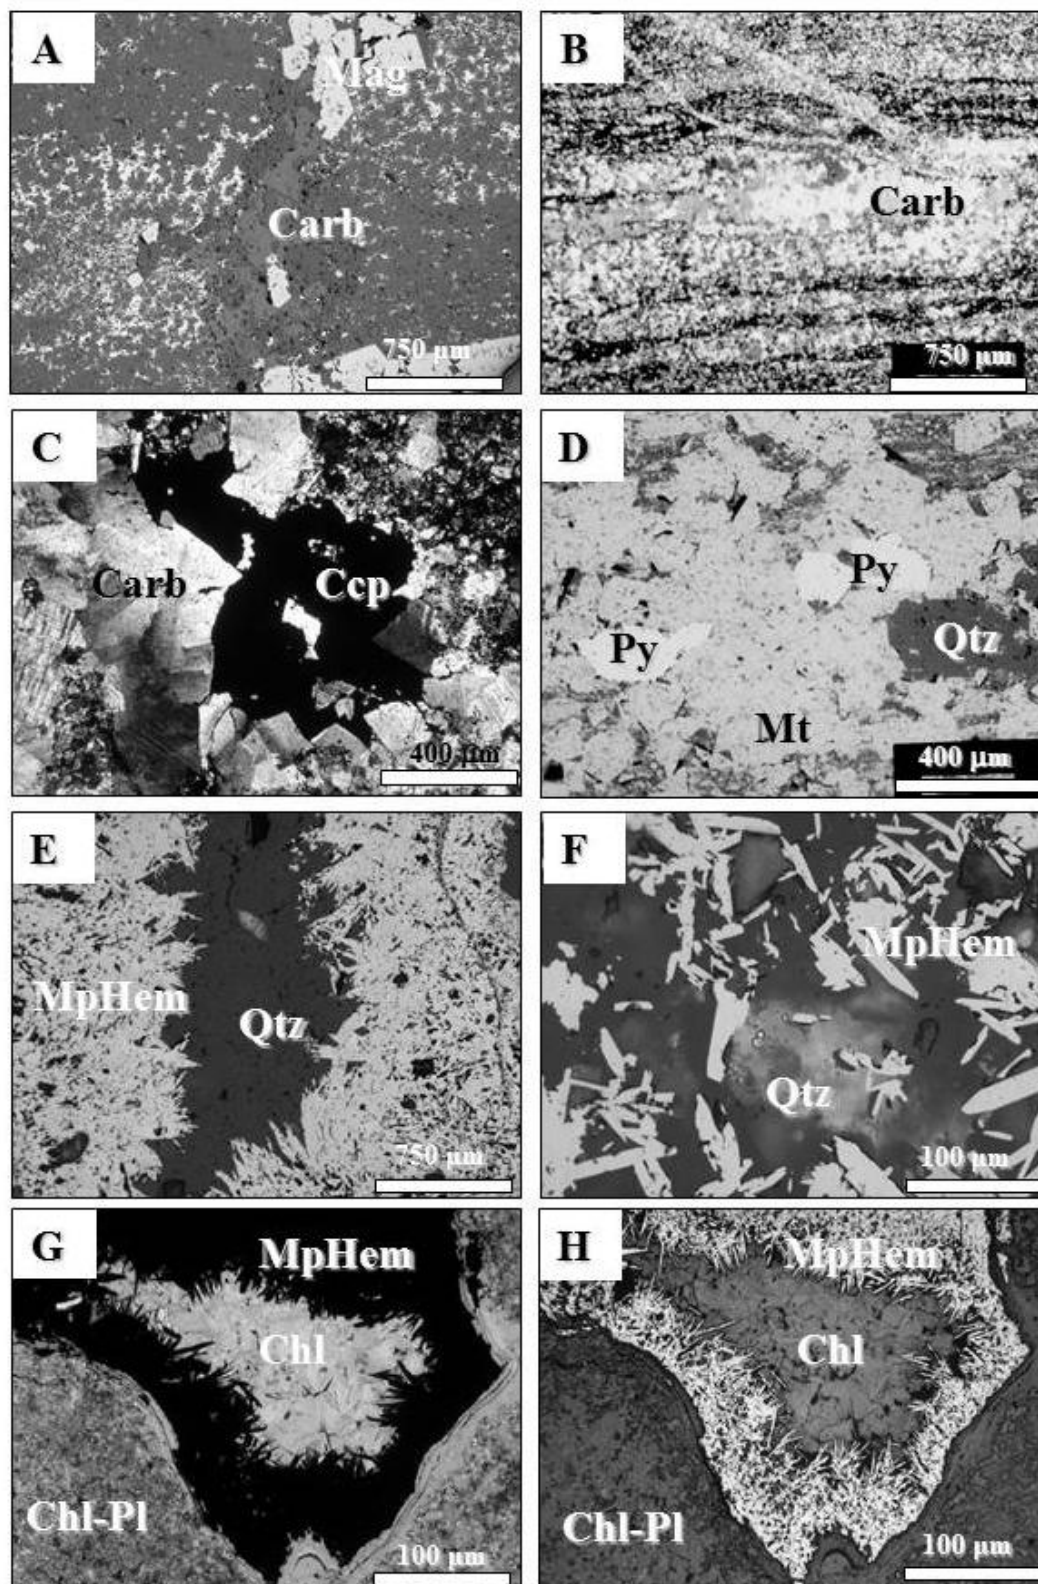 A
Mag
Carb
750 µm
B
Carb
750 µm
C
Carb
Ccp
400 µm
D
Py
Py
Qtz
Mt
400 µm
E
MpHem
Qtz
750 µm
F
MpHem
Qtz
100 µm
G
MpHem
Chl
Chl-Pl
100 µm
H
MpHem
Chl
Chl-Pl
100 µm